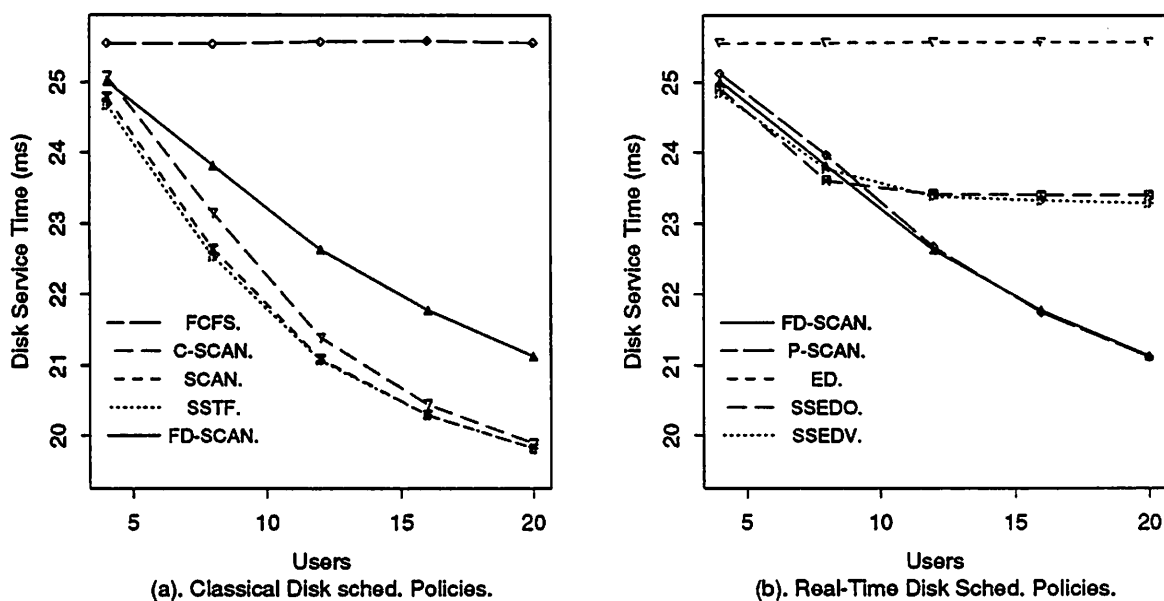 Disk Service Time (ms)
25
24
23
22
21
20
FCFS.
C-SCAN.
SCAN.
SSTF.
FD-SCAN.
5
10
15
20
Users
(a). Classical Disk sched. Policies.
Disk Service Time (ms)
25
24
23
22
21
20
FD-SCAN.
P-SCAN.
ED.
SSEDO.
SSEDV.
5
10
15
20
Users
(b). Real-Time Disk Sched. Policies.